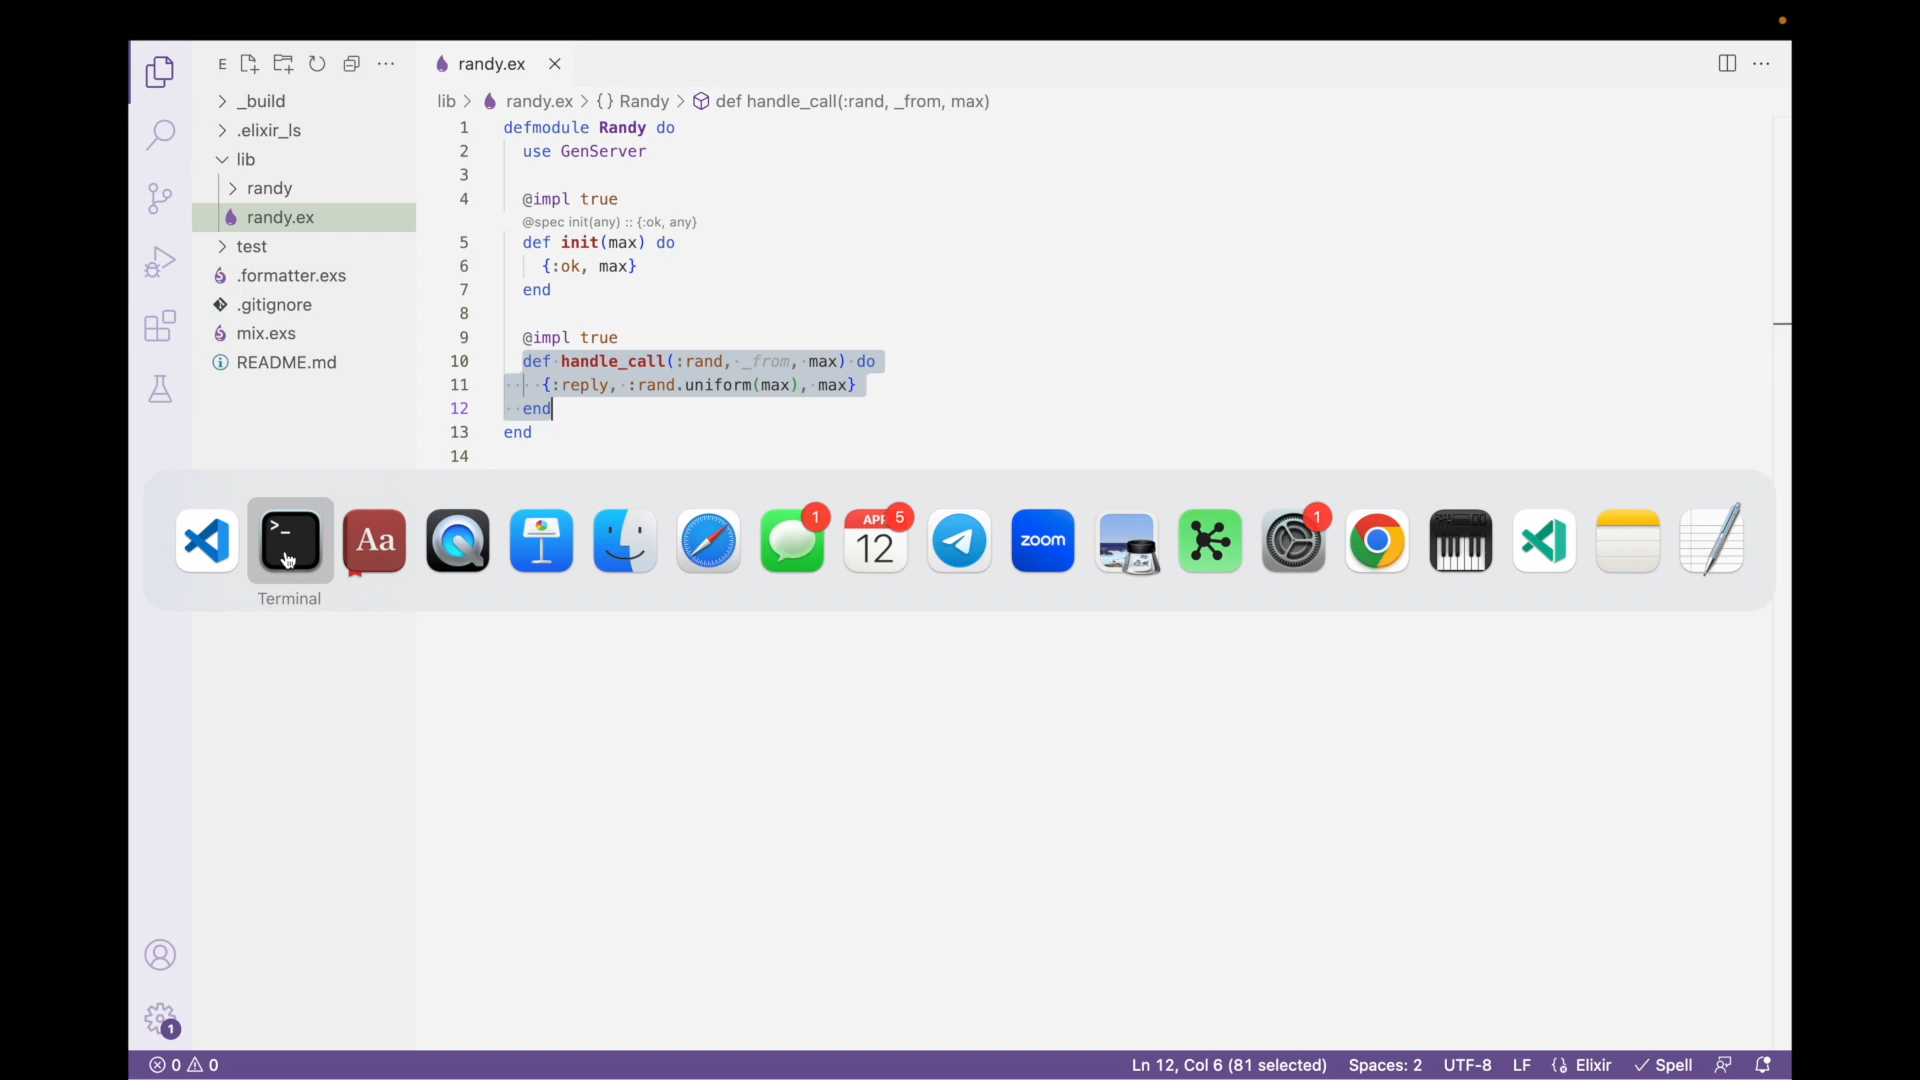 E
randy.ex
_build
.elixir_ls
lib
randy
randy.ex
test
.formatter.exs
.gitignore
mix.exs
README.md
lib > randy.ex > {} Randy > def handle_call(:rand, _from, max)
1 defmodule Randy do
2 use GenServer
3
4 @impl true
@spec init(any) :: {:ok, any}
5 def init(max) do
6 {:ok, max}
7 end
8
9 @impl true
10 def handle_call(:rand, _from, max) do
11 {:reply, :rand.uniform(max), max}
12 end
13 end
14
>_
Aa
1
APR 5
12
zoom
1
Terminal
1
0 0
Ln 12, Col 6 (81 selected) Spaces: 2 UTF-8 LF Elixir Spell